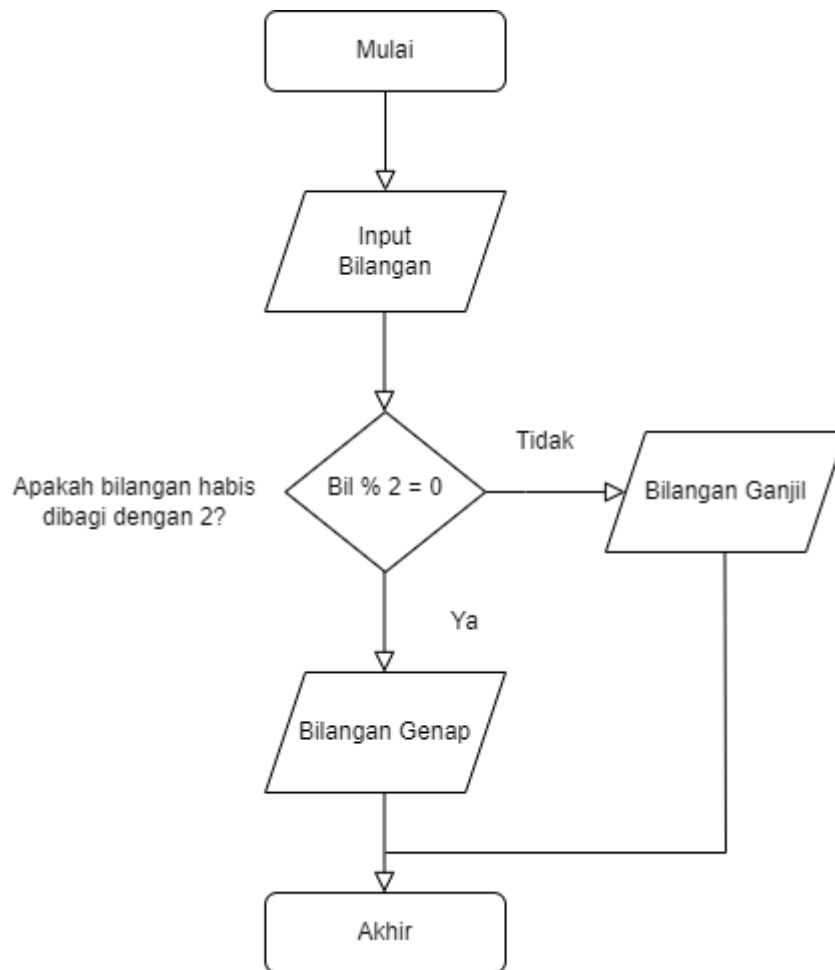 Mulai
Input
Bilangan
Tidak
Apakah bilangan habis
dibagi dengan 2?
Bil % 2 = 0
Bilangan Ganjil
Ya
Bilangan Genap
Akhir